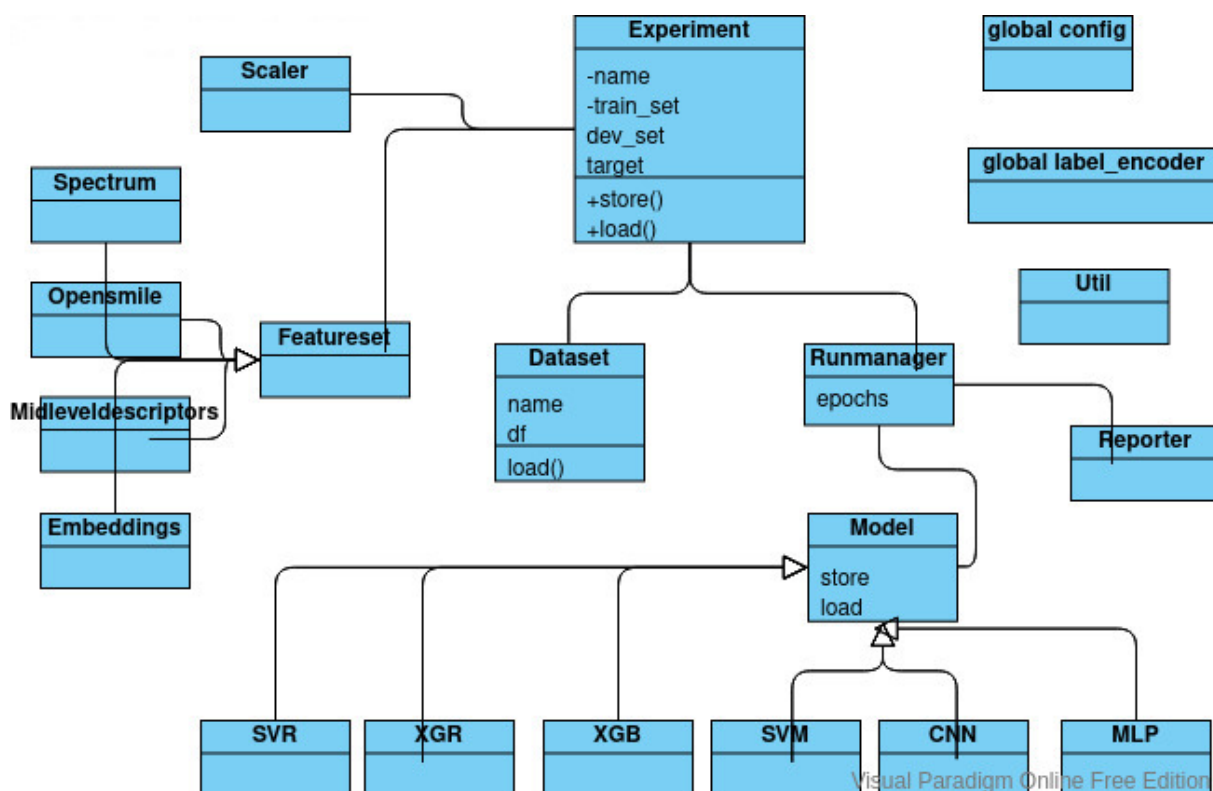 Experiment
-name
-train_set
dev_set
target
+store()
+load()
global config
Scaler
global label_encoder
Spectrum
Util
Opensmile
Featureset
Dataset
name
df
load()
Runmanager
epochs
Midleveldescriptors
Reporter
Embeddings
Model
store
load
SVR
XGR
XGB
SVM
CNN
MLP
Visual Paradigm Online Free Edition